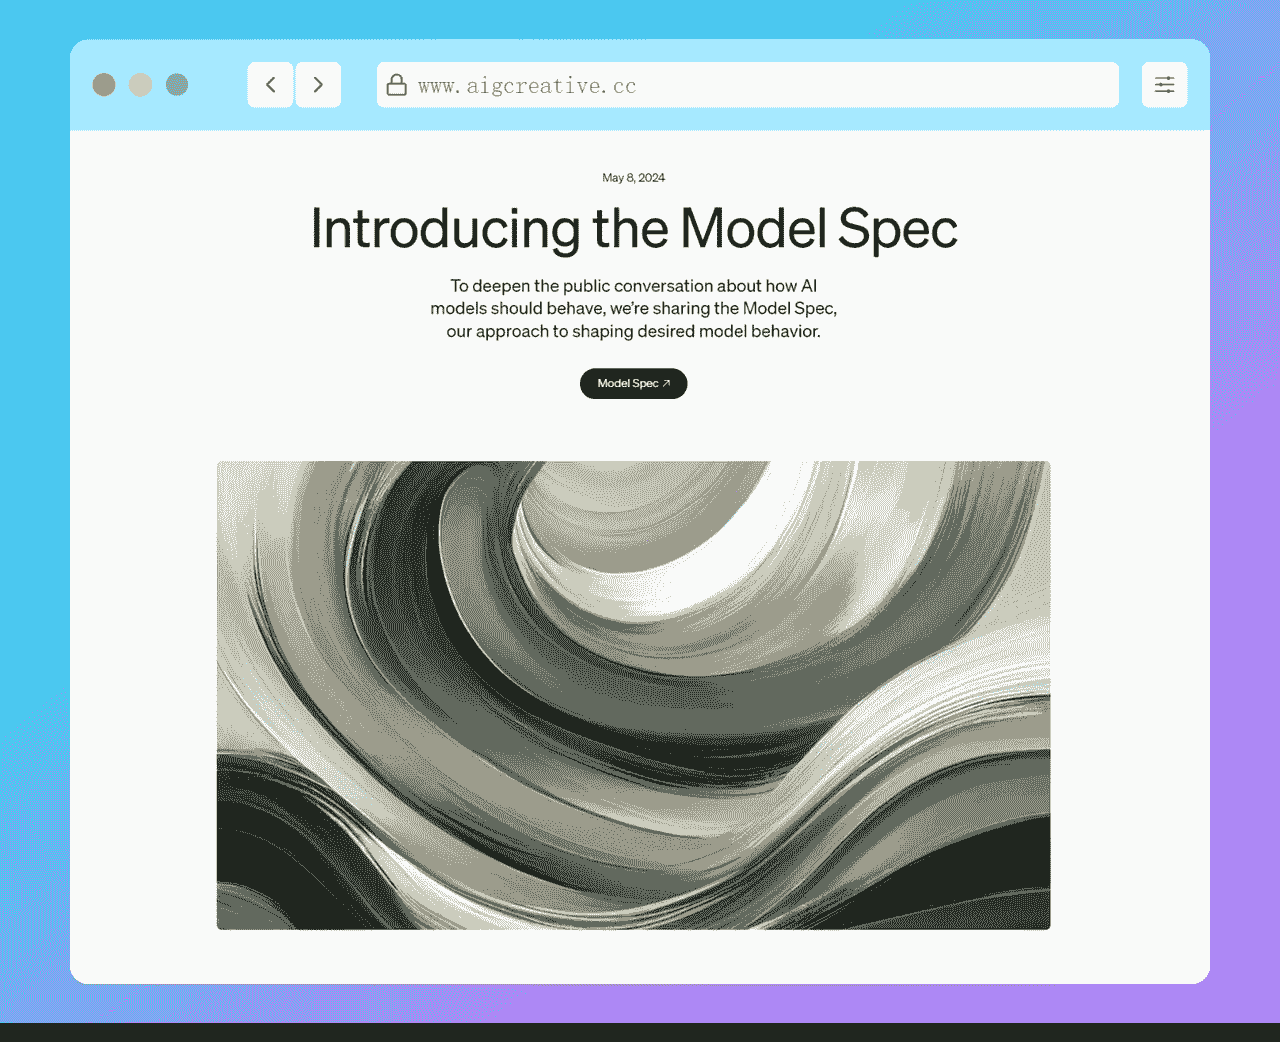 www.aigcreative.cc
May 8, 2024
Introducing the Model Spec
To deepen the public conversation about how AI
models should behave, we’re sharing the Model Spec,
our approach to shaping desired model behavior.
Model Spec ↗